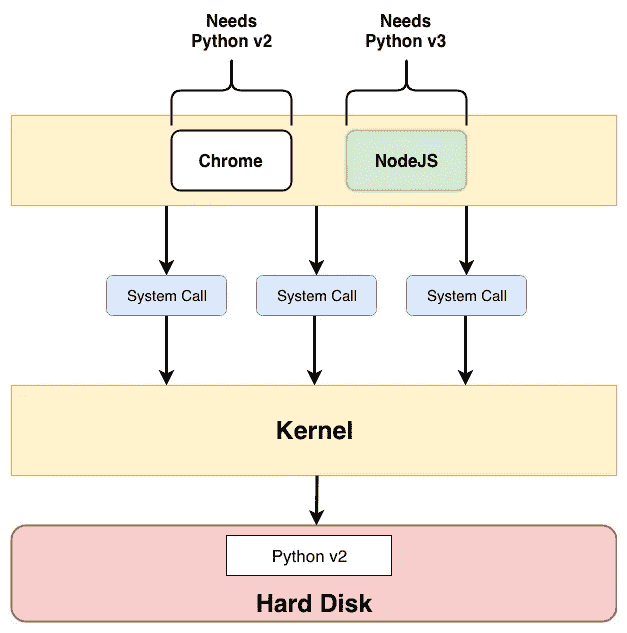 Needs
Python v2
Needs
Python v3
Chrome
NodeJS
System Call
System Call
System Call
Kernel
Python v2
Hard Disk